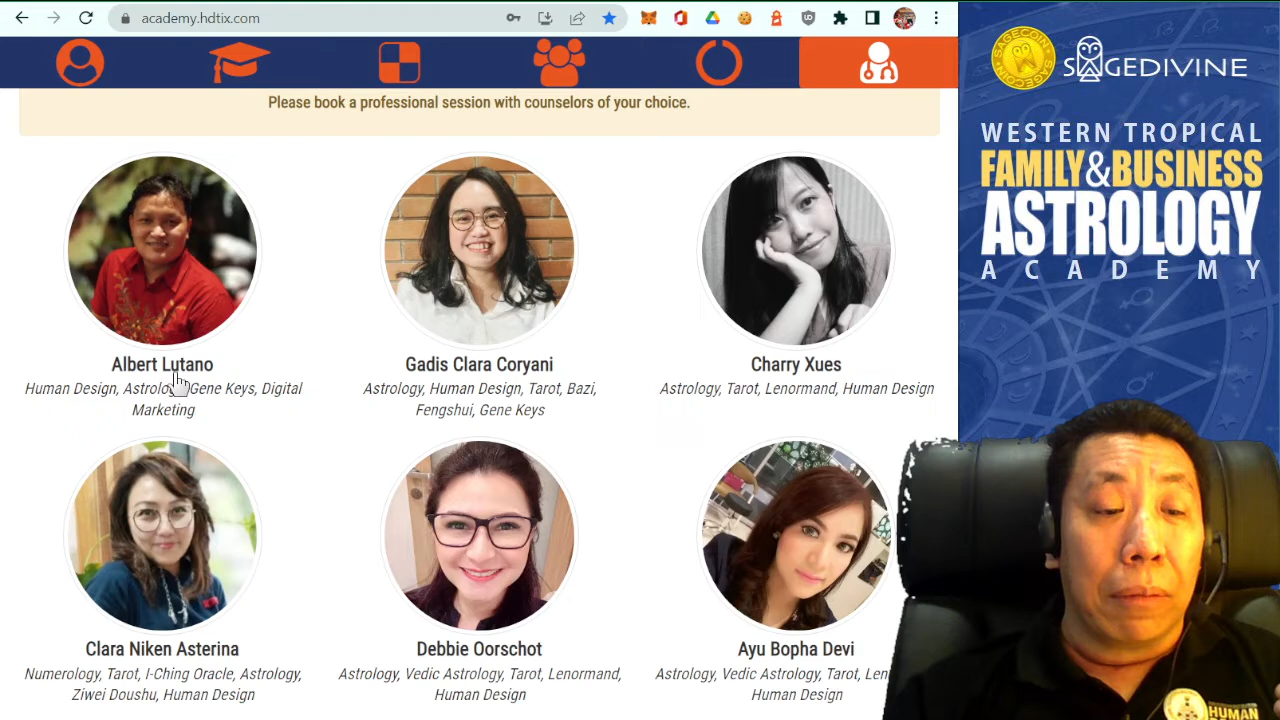 academy.hdtix.com
Please book a professional session with counselors of your choice.
Albert Lutano
Human Design, Astrology, Gene Keys, Digital
Marketing
Gadis Clara Coryani
Astrology, Human Design, Tarot, Bazi,
Fengshui, Gene Keys
Charry Xues
Astrology, Tarot, Lenormand, Human Design
Clara Niken Asterina
Numerology, Tarot, I-Ching Oracle, Astrology,
Ziwei Doushu, Human Design
Debbie Oorschot
Astrology, Vedic Astrology, Tarot, Lenormand,
Human Design
Ayu Bopha Devi
Astrology, Vedic Astrology, Tarot, Len
Human Design
SAGECOIN SAGECOIN
SAGEDIVINE
WESTERN TROPICAL
FAMILY&BUSINESS
ASTROLOGY
ACADEMY
HUMAN